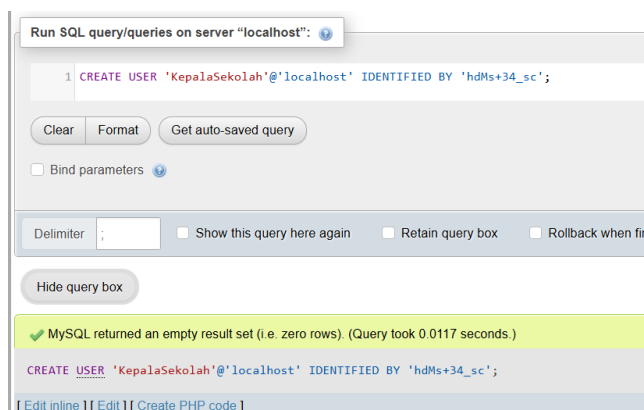 Run SQL query/queries on server “localhost”:
1 CREATE USER 'KepalaSekolah'@'localhost' IDENTIFIED BY 'hdMs+34_sc';
Clear Format Get auto-saved query
Bind parameters
Delimiter ; Show this query here again Retain query box Rollback when
Hide query box
MySQL returned an empty result set (i.e. zero rows). (Query took 0.0117 seconds.)
CREATE USER 'KepalaSekolah'@'localhost' IDENTIFIED BY 'hdMs+34_sc';
[ Edit inline ] [ Edit ] [ Create PHP code ]